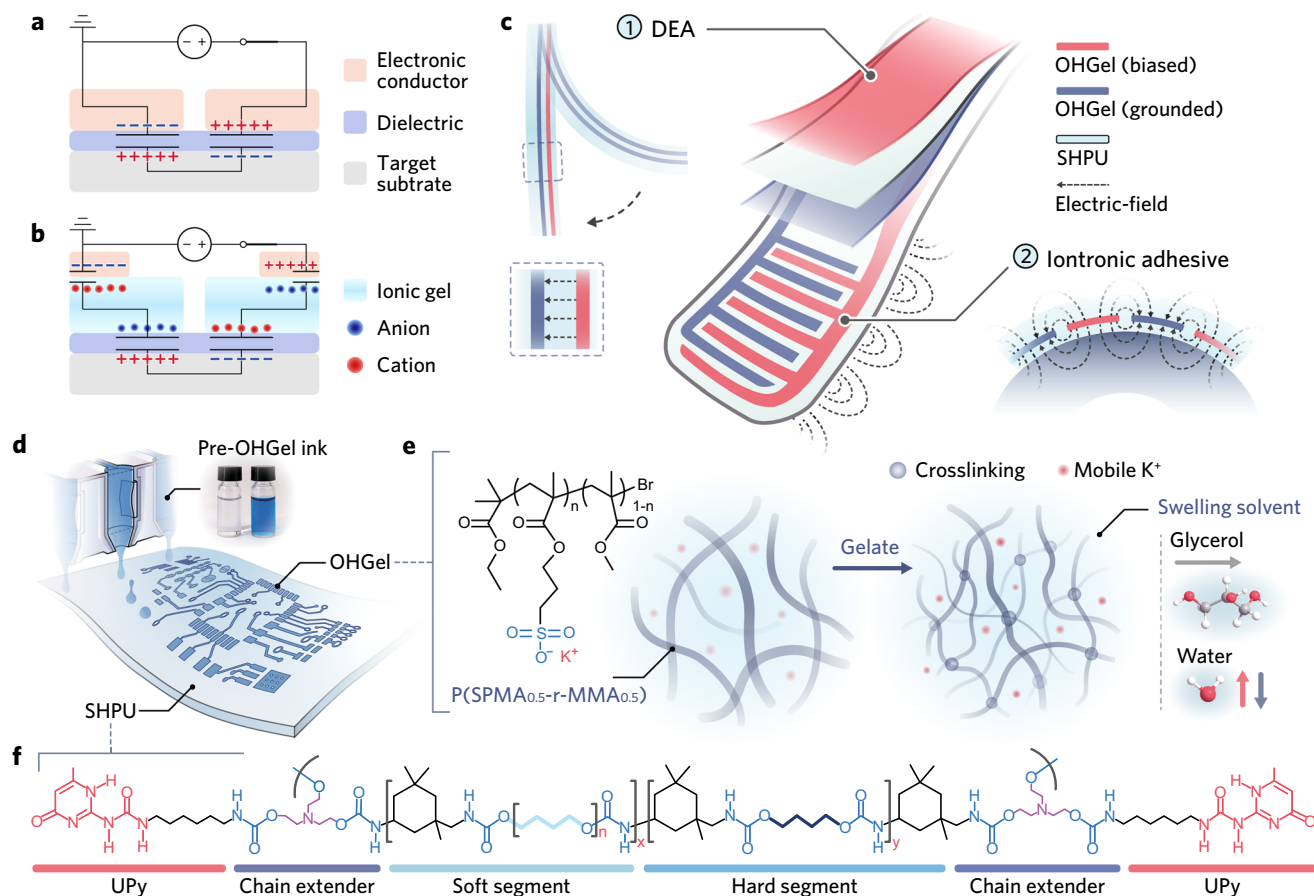 a
− +
Electronic
conductor
Dielectric
Target
substrate
− − − − −
+ + + + +
+ + + + +
− − − − −
b
− +
− − − − −
+ + + + +
Ionic gel
Anion
Cation
+ + + + +
− − − − −
c
1 DEA
OHGel (biased)
OHGel (grounded)
SHPU
Electric-field
2 Iontronic adhesive
d
Pre-OHGel ink
OHGel
SHPU
e
Br
n
1-n
O O O O O O
O
S
O O
O⁻ K⁺
P(SPMA0.5-r-MMA0.5)
Crosslinking
Mobile K⁺
Gelate
Swelling solvent
Glycerol
Water
f
UPy
Chain extender
Soft segment
Hard segment
Chain extender
UPy